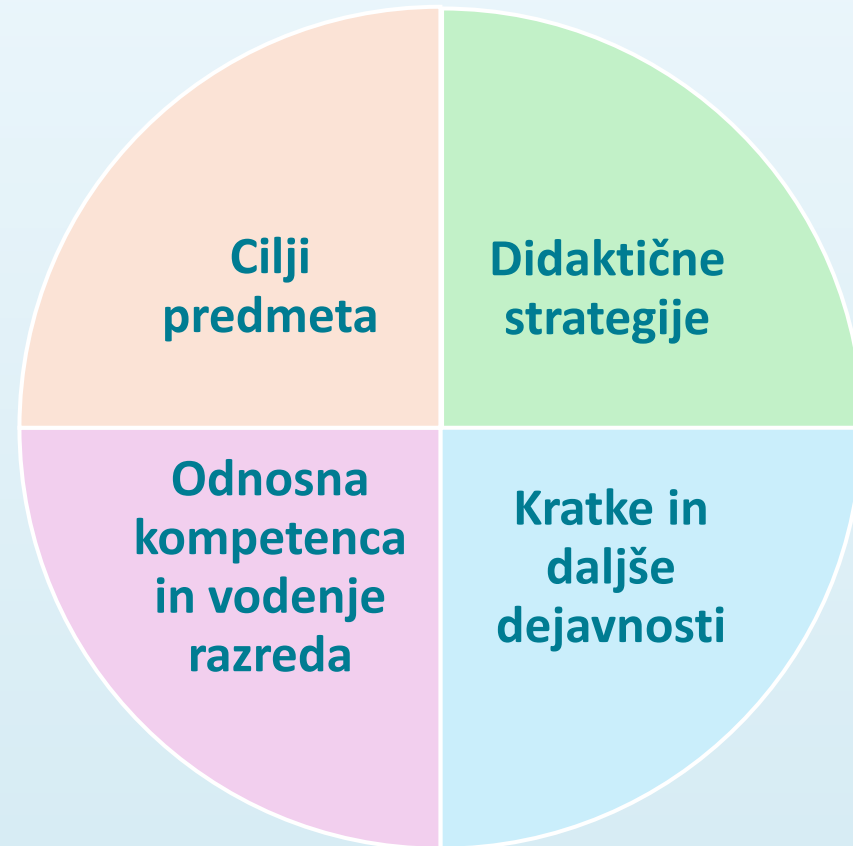 Cilji
predmeta
Didaktične
strategije
Odnosna
kompetenca
in vodenje
razreda
Kratke in
daljše
dejavnosti